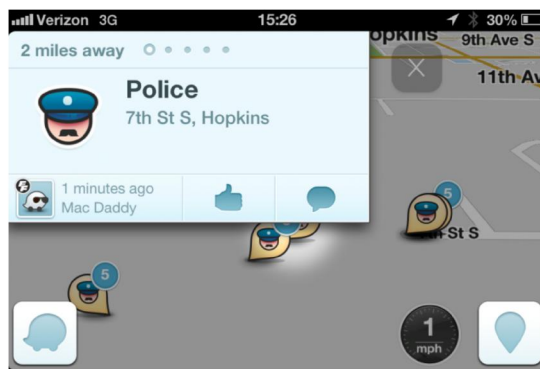 Verizon 3G 15:26 30%
opkins
9th Ave S
2 miles away
11th Av
Police
7th St S, Hopkins
1 minutes ago
Mac Daddy
5
St S
5
1
mph